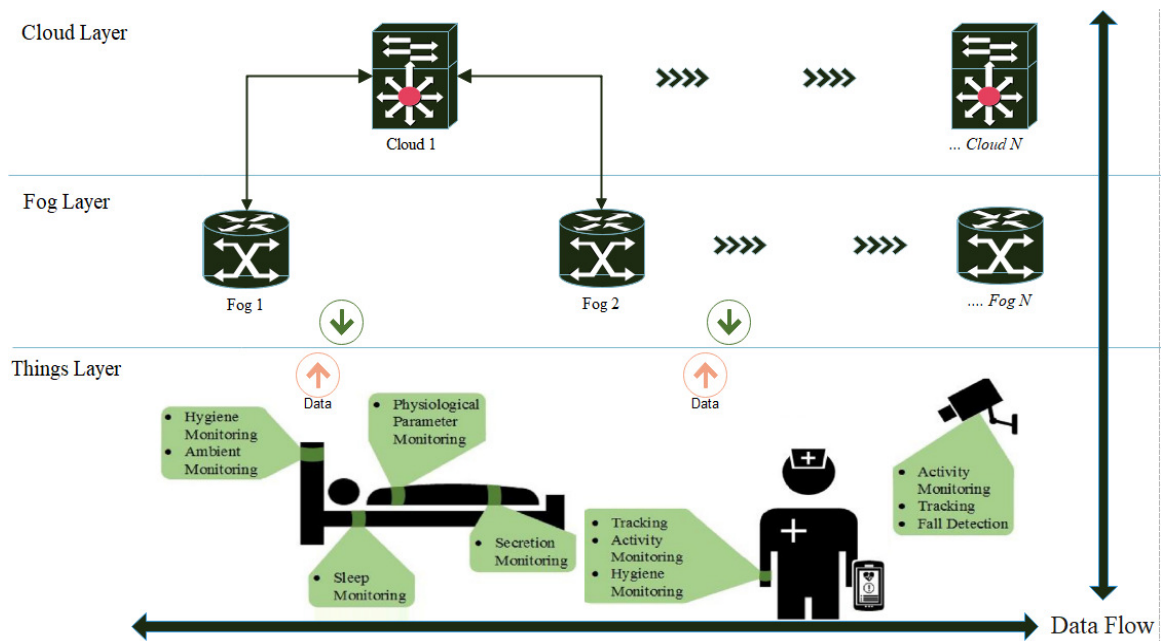 Cloud Layer
Cloud 1
... Cloud N
Fog Layer
Fog 1
Fog 2
.... Fog N
Things Layer
Data
Data
• Hygiene
Monitoring
• Ambient
Monitoring
• Physiological
Parameter
Monitoring
• Sleep
Monitoring
• Secretion
Monitoring
• Tracking
• Activity
Monitoring
• Hygiene
Monitoring
• Activity
Monitoring
• Tracking
• Fall Detection
Data Flow